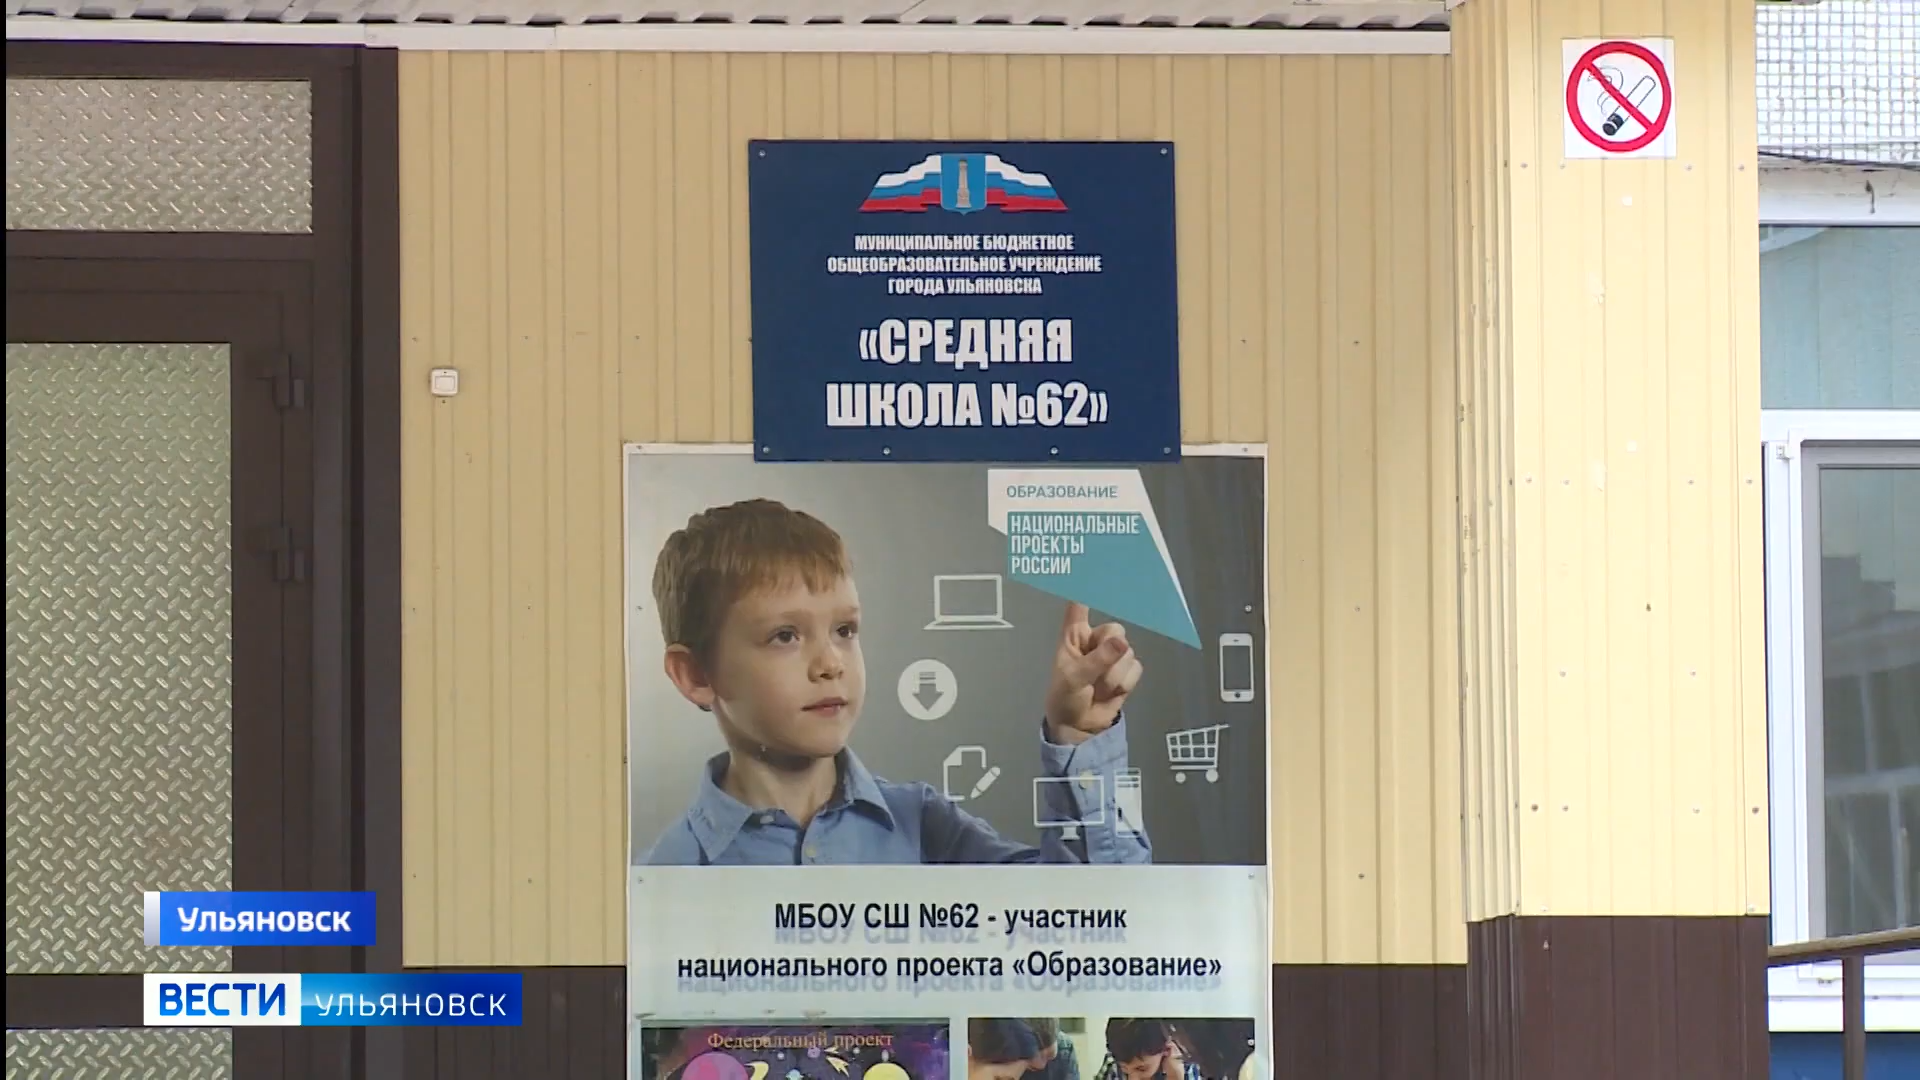 МУНИЦИПАЛЬНОЕ БЮДЖЕТНОЕ
ОБЩЕОБРАЗОВАТЕЛЬНОЕ УЧРЕЖДЕНИЕ
ГОРОДА УЛЬЯНОВСКА
«СРЕДНЯЯ
ШКОЛА №62»
ОБРАЗОВАНИЕ
НАЦИОНАЛЬНЫЕ
ПРОЕКТЫ
РОССИИ
МБОУ СШ №62 - участник
национального проекта «Образование»
Федеральный проект
Ульяновск
ВЕСТИ УЛЬЯНОВСК